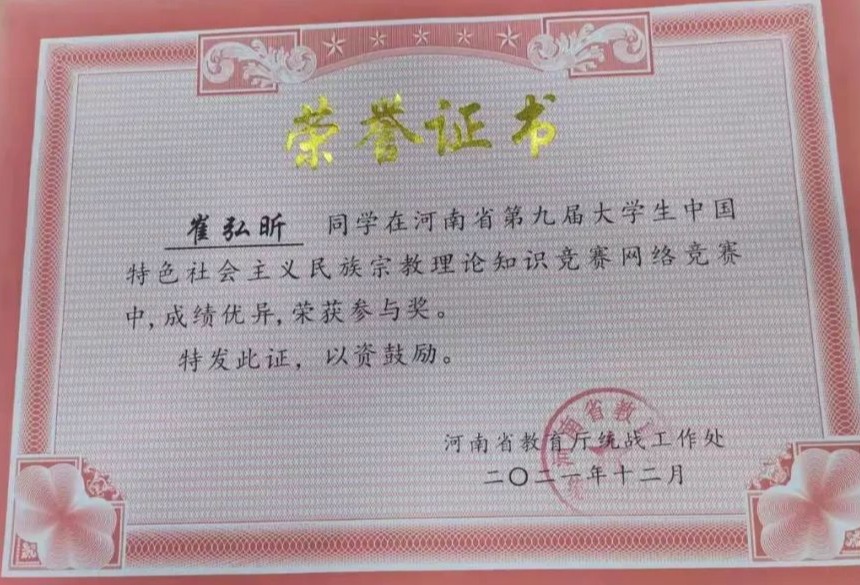 荣誉证书
崔弘昕 同学在河南省第九届大学生中国
特色社会主义民族宗教理论知识竞赛网络竞赛
中,成绩优异,荣获参与奖。
特发此证，以资鼓励。
河南省教育厅统战工作处
二〇二一年十二月